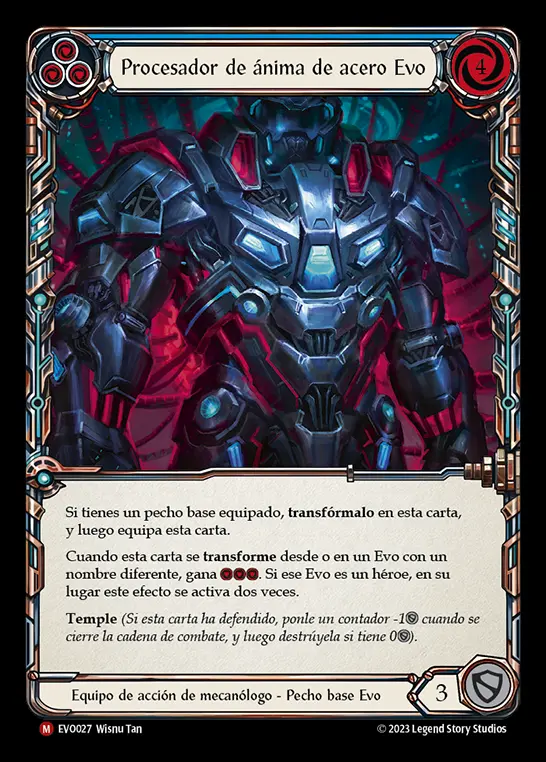 Procesador de ánima de acero Evo
4
Si tienes un pecho base equipado, transfórmalo en esta carta,
y luego equipa esta carta.
Cuando esta carta se transforme desde o en un Evo con un
nombre diferente, gana . Si ese Evo es un héroe, en su
lugar este efecto se activa dos veces.
Temple (Si esta carta ha defendido, ponle un contador -1 cuando se
cierre la cadena de combate, y luego destrúyela si tiene 0).
Equipo de acción de mecanólogo - Pecho base Evo
3
M EVO027 Wisnu Tan
© 2023 Legend Story Studios